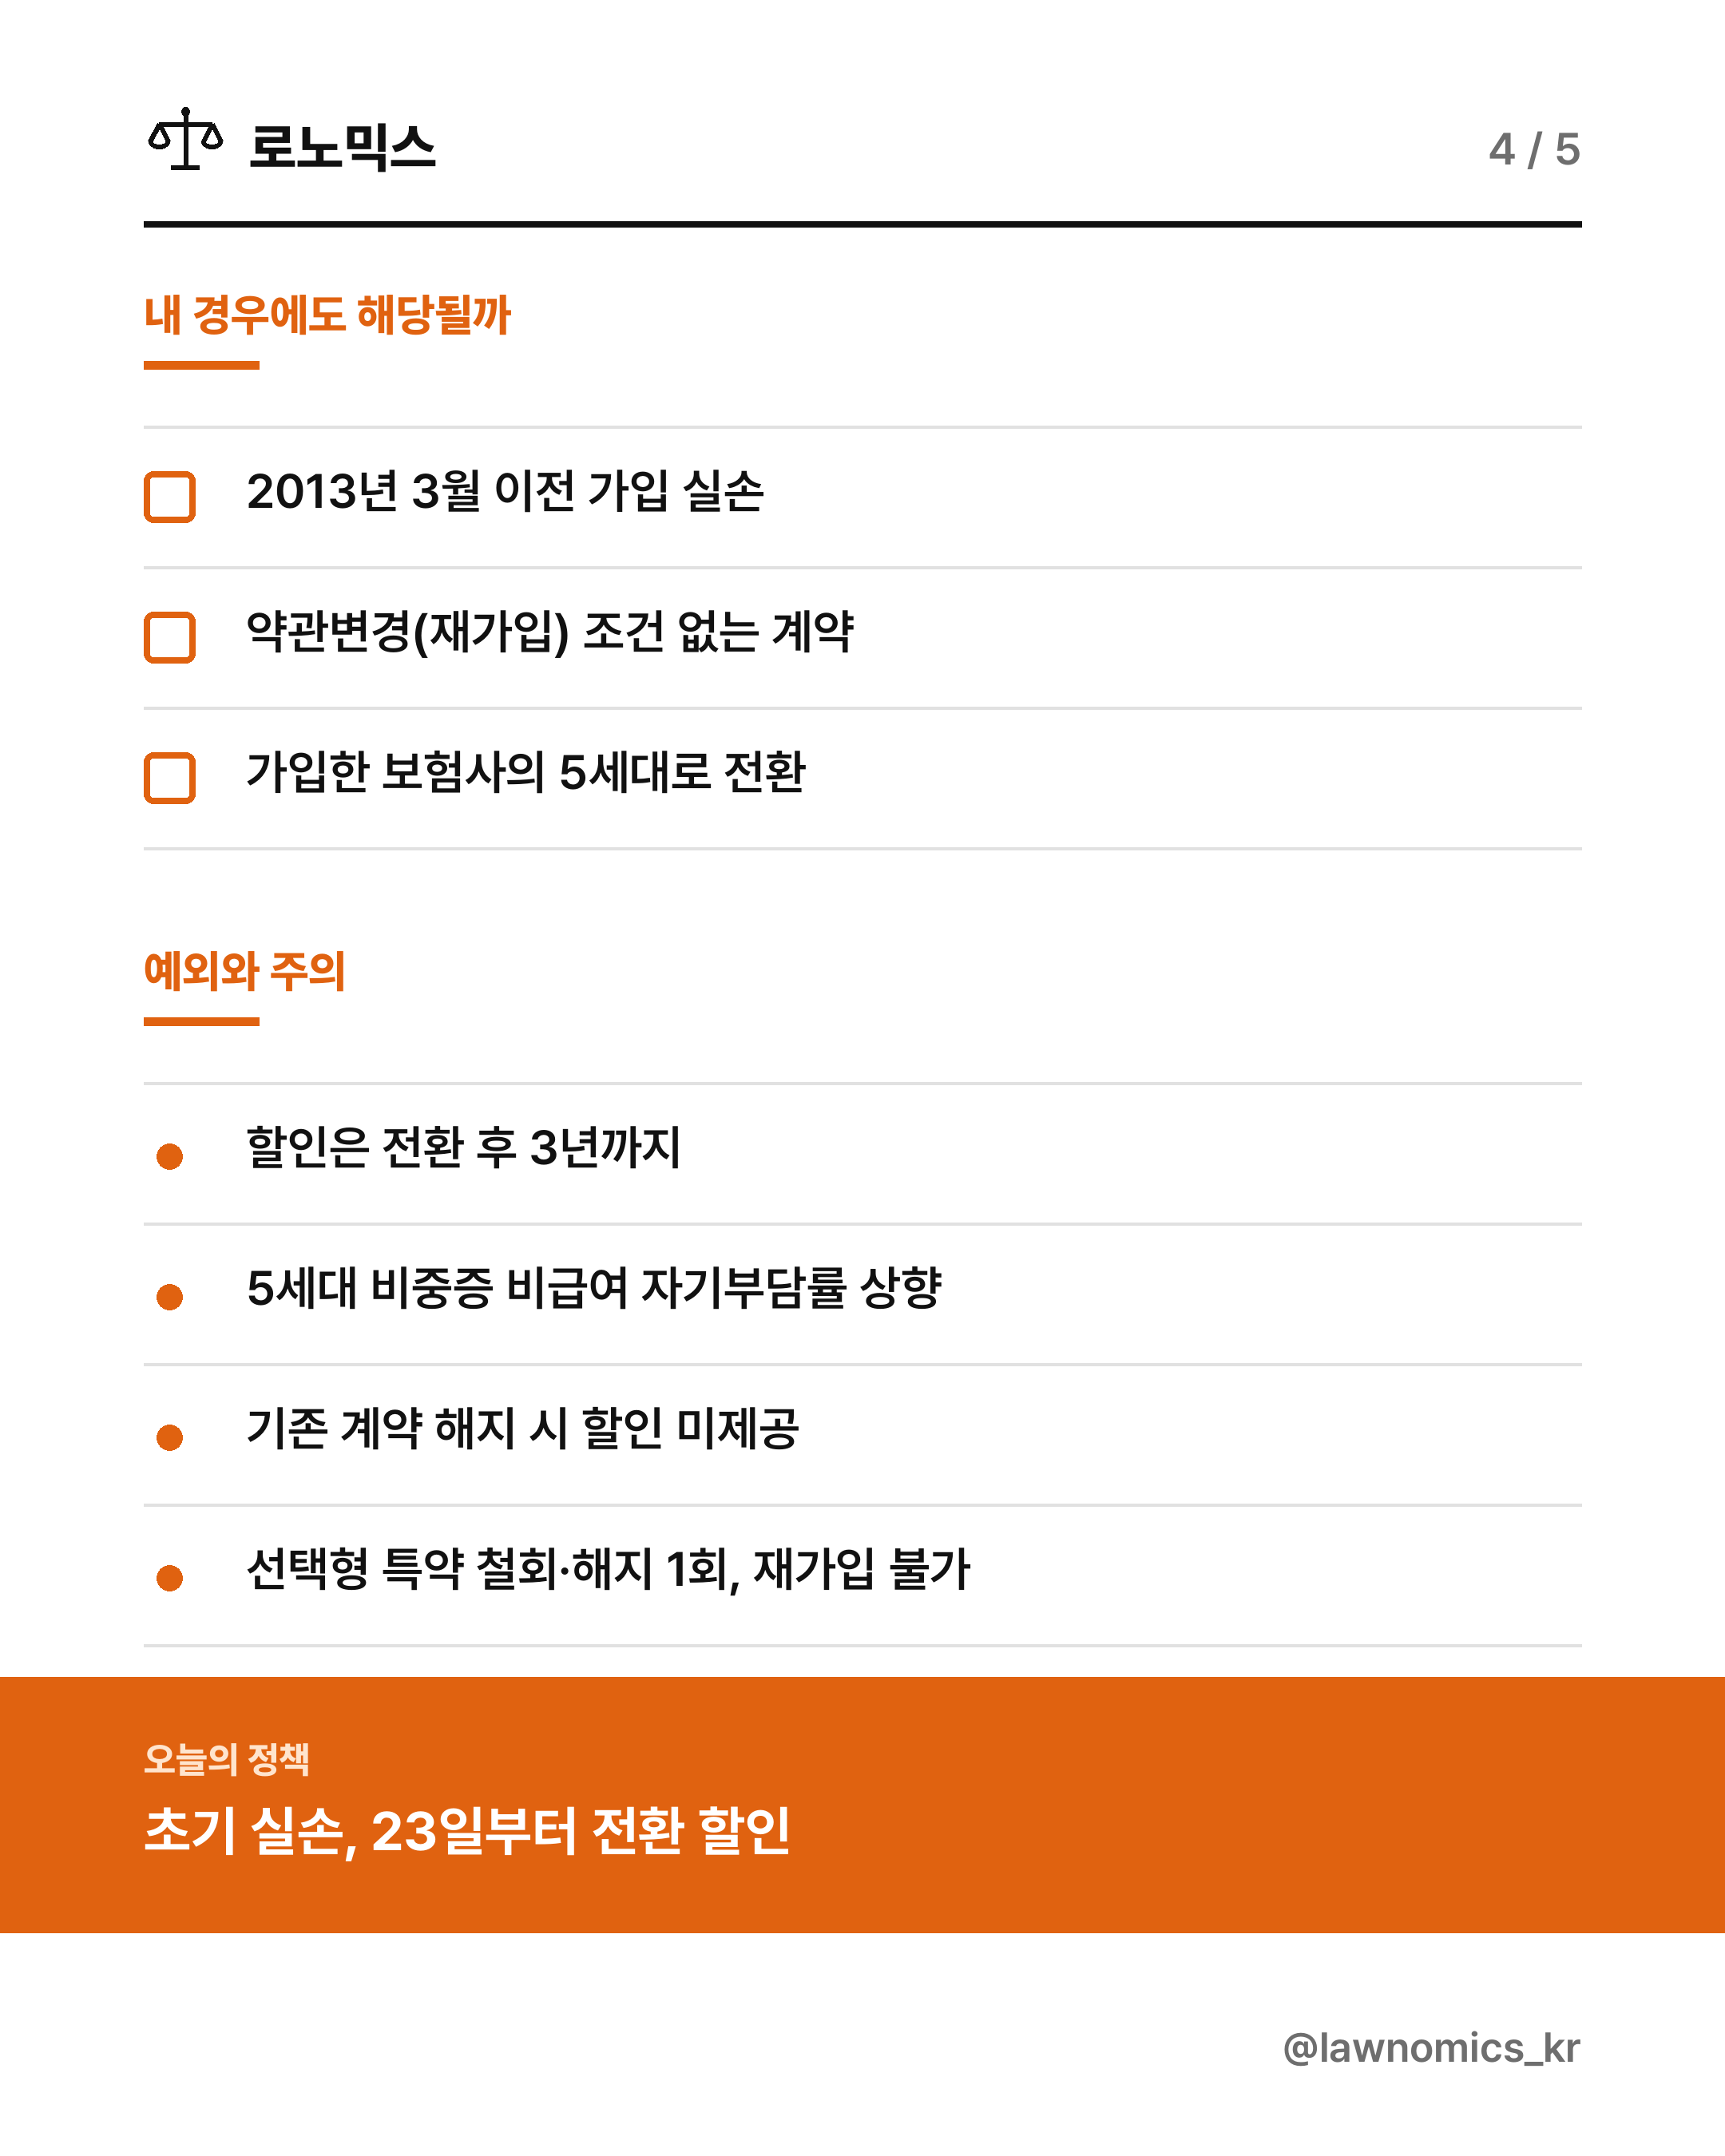 로노믹스
4 / 5
내 경우에도 해당될까
2013년 3월 이전 가입 실손
약관변경(재가입) 조건 없는 계약
가입한 보험사의 5세대로 전환
예외와 주의
할인은 전환 후 3년까지
5세대 비중증 비급여 자기부담률 상향
기존 계약 해지 시 할인 미제공
선택형 특약 철회·해지 1회, 재가입 불가
오늘의 정책
초기 실손, 23일부터 전환 할인
@lawnomics_kr